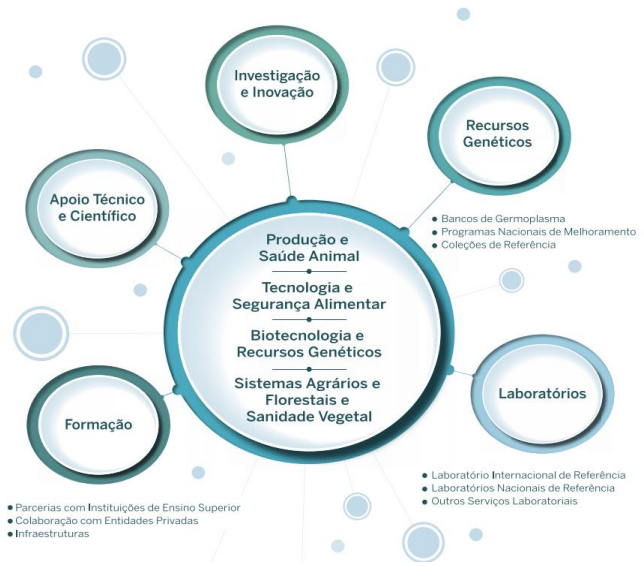 Investigação
e Inovação
Recursos
Genéticos
• Bancos de Germoplasma
• Programas Nacionais de Melhoramento
• Coleções de Referência
Apoio Técnico
e Científico
Produção e
Saúde Animal
Tecnologia e
Segurança Alimentar
Biotecnologia e
Recursos Genéticos
Sistemas Agrários e
Florestais e
Sanidade Vegetal
Laboratórios
• Laboratório Internacional de Referência
• Laboratórios Nacionais de Referência
• Outros Serviços Laboratoriais
Formação
• Parcerias com Instituições de Ensino Superior
• Colaboração com Entidades Privadas
• Infraestruturas